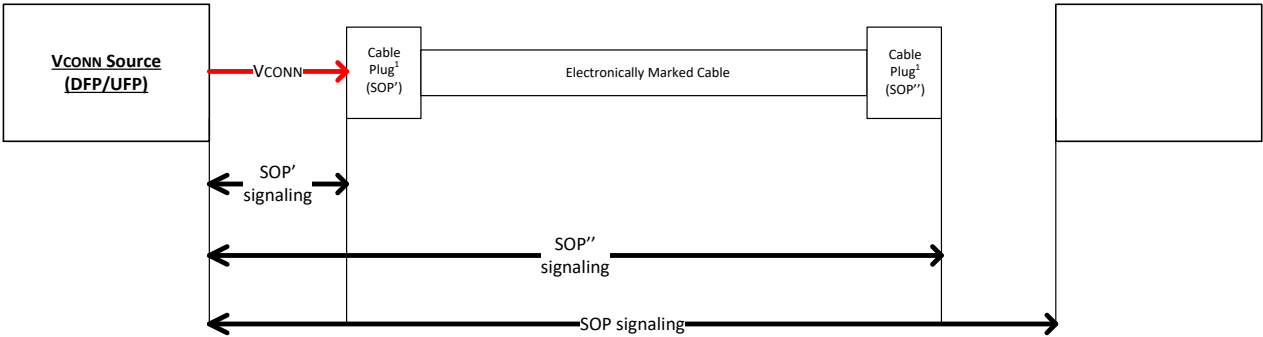 VCONN Source
(DFP/UFP)
VCONN
Cable
Plug¹
(SOP’)
Electronically Marked Cable
Cable
Plug¹
(SOP’’)
SOP’
signaling
SOP’’
signaling
SOP signaling